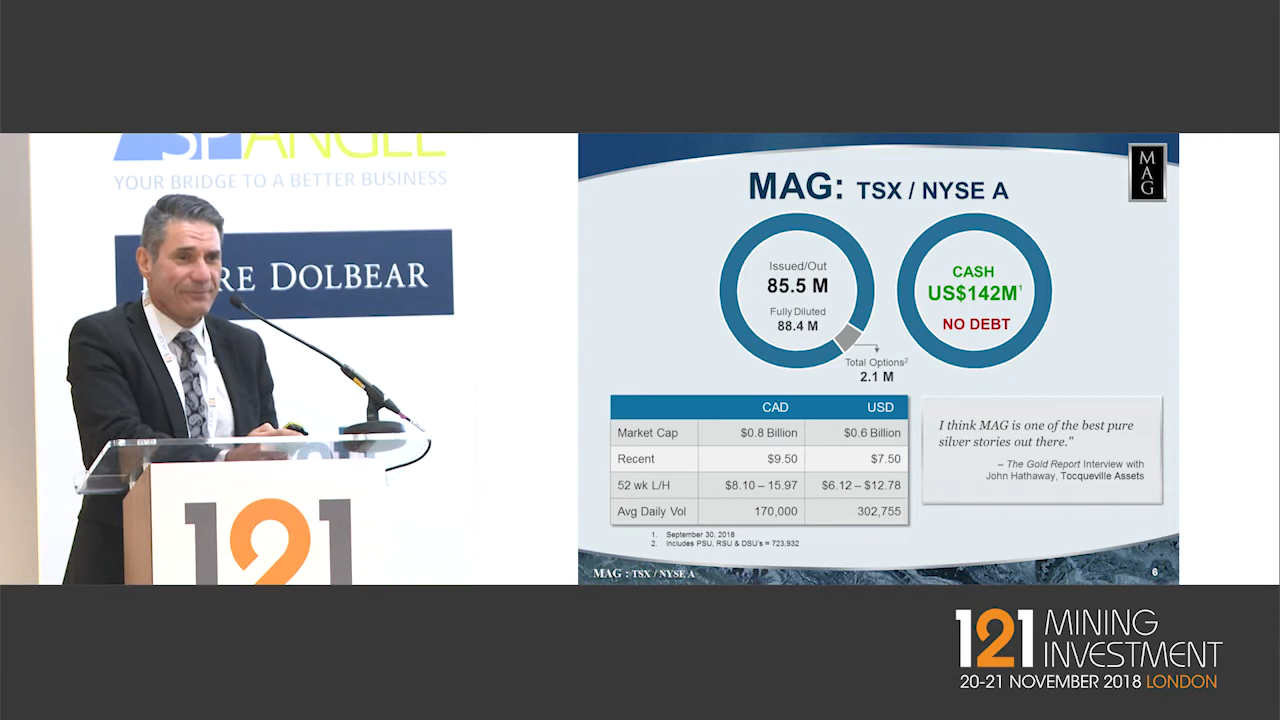 SP ANGEL
YOUR BRIDGE TO A BETTER BUSINESS
RE DOLBEAR
121
MAG
MAG: TSX / NYSE A
Issued/Out
85.5 M
Fully Diluted
88.4 M
Total Options2
2.1 M
CASH
US$142M1
NO DEBT
CAD USD
Market Cap $0.8 Billion $0.6 Billion
Recent $9.50 $7.50
52 wk L/H $8.10 – 15.97 $6.12 – $12.78
Avg Daily Vol 170,000 302,755
I think MAG is one of the best pure
silver stories out there."
– The Gold Report Interview with
John Hathaway, Tocqueville Assets
1. September 30, 2018
2. Includes PSU, RSU & DSU's = 723,932
MAG : TSX / NYSE A
6
121 MINING
INVESTMENT
20-21 NOVEMBER 2018 LONDON